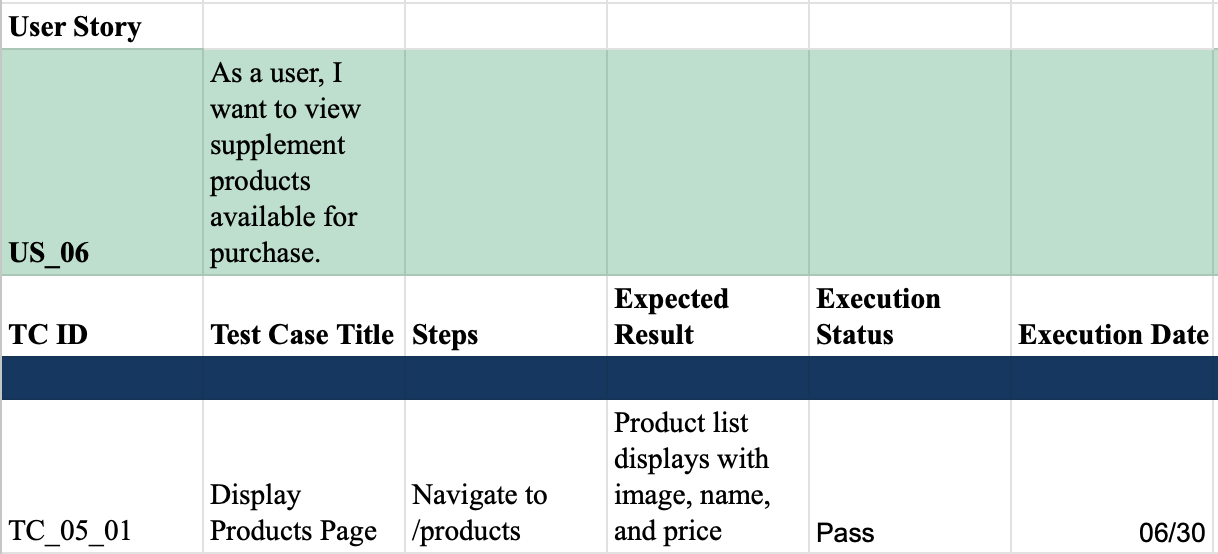 User Story
US_06
As a user, I
want to view
supplement
products
available for
purchase.
TC ID
Test Case Title
Steps
Expected
Result
Execution
Status
Execution Date
TC_05_01
Display
Products Page
Navigate to
/products
Product list
displays with
image, name,
and price
Pass
06/30